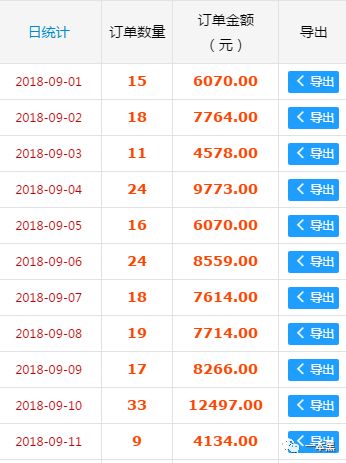 日统计 订单数量 订单金额（元） 导出
2018-09-01 15 6070.00 导出
2018-09-02 18 7764.00 导出
2018-09-03 11 4578.00 导出
2018-09-04 24 9773.00 导出
2018-09-05 16 6070.00 导出
2018-09-06 24 8559.00 导出
2018-09-07 18 7614.00 导出
2018-09-08 19 7714.00 导出
2018-09-09 17 8266.00 导出
2018-09-10 33 12497.00 导出
2018-09-11 9 4134.00 导出
一本黑